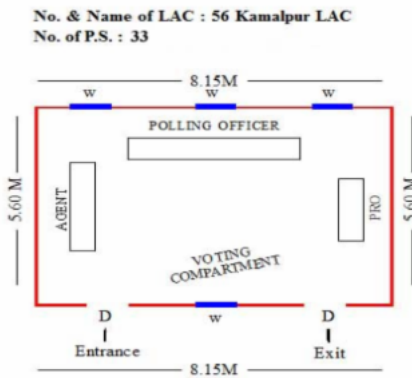 No. & Name of LAC : 56 Kamalpur LAC
No. of P.S. : 33
8.15M
W W W
POLLING OFFICER
5.60 M
AGENT
PRO
5.60 M
VOTING
COMPARTMENT
D W D
Entrance Exit
8.15M